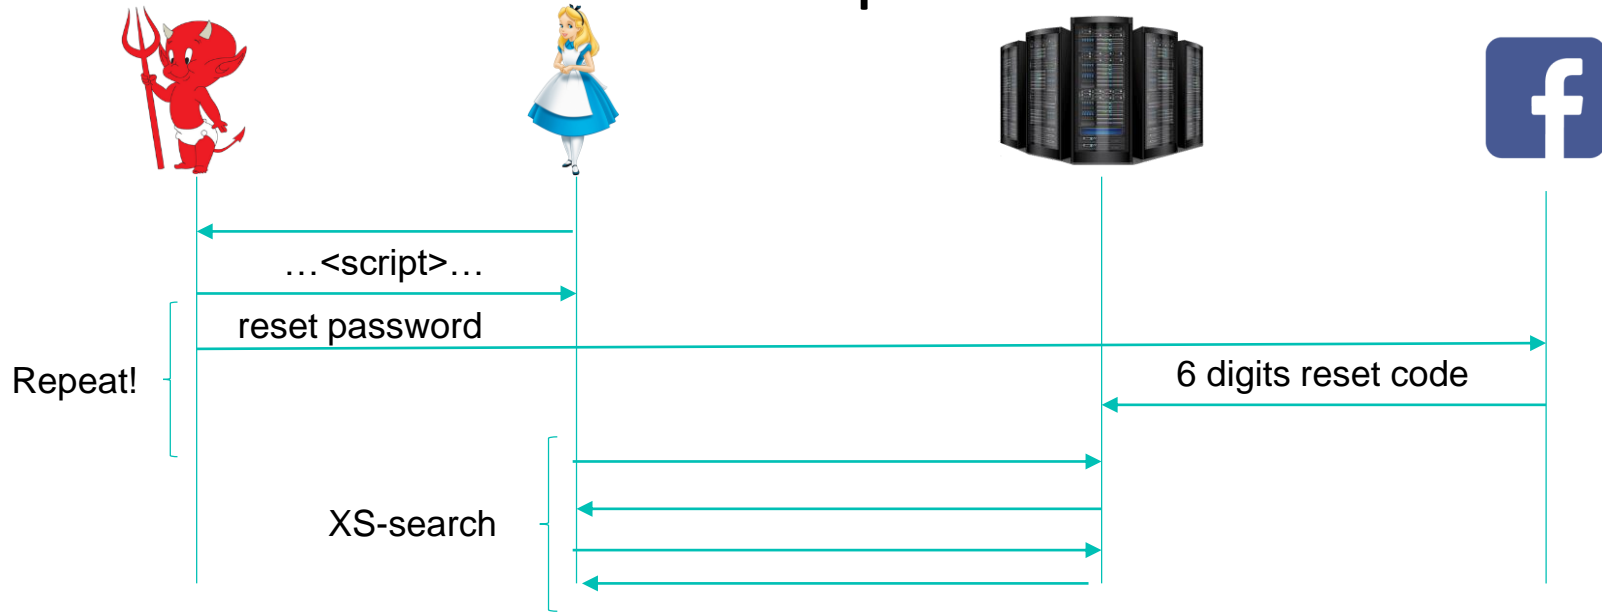 …<script>…
reset password
Repeat!
6 digits reset code
XS-search